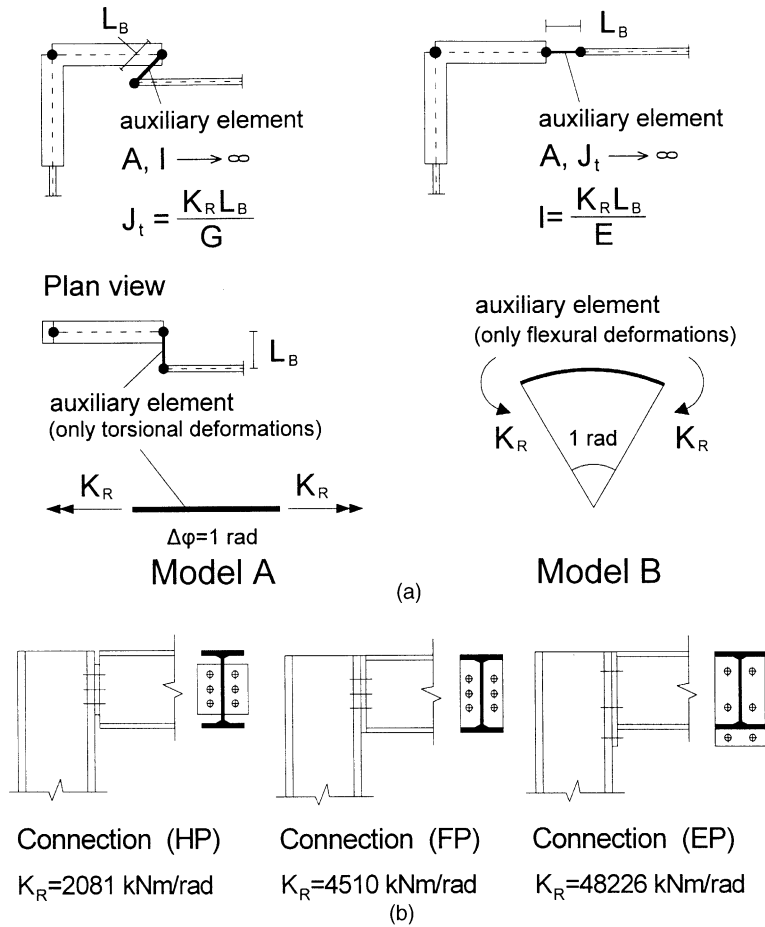 L_B
auxiliary element
A, I → ∞
J_t = K_R L_B / G
Plan view
L_B
auxiliary element
(only torsional deformations)
K_R K_R
Δφ=1 rad
Model A
L_B
auxiliary element
A, J_t → ∞
I= K_R L_B / E
auxiliary element
(only flexural deformations)
K_R 1 rad K_R
Model B
(a)
Connection (HP)
K_R=2081 kNm/rad
Connection (FP)
K_R=4510 kNm/rad
Connection (EP)
K_R=48226 kNm/rad
(b)